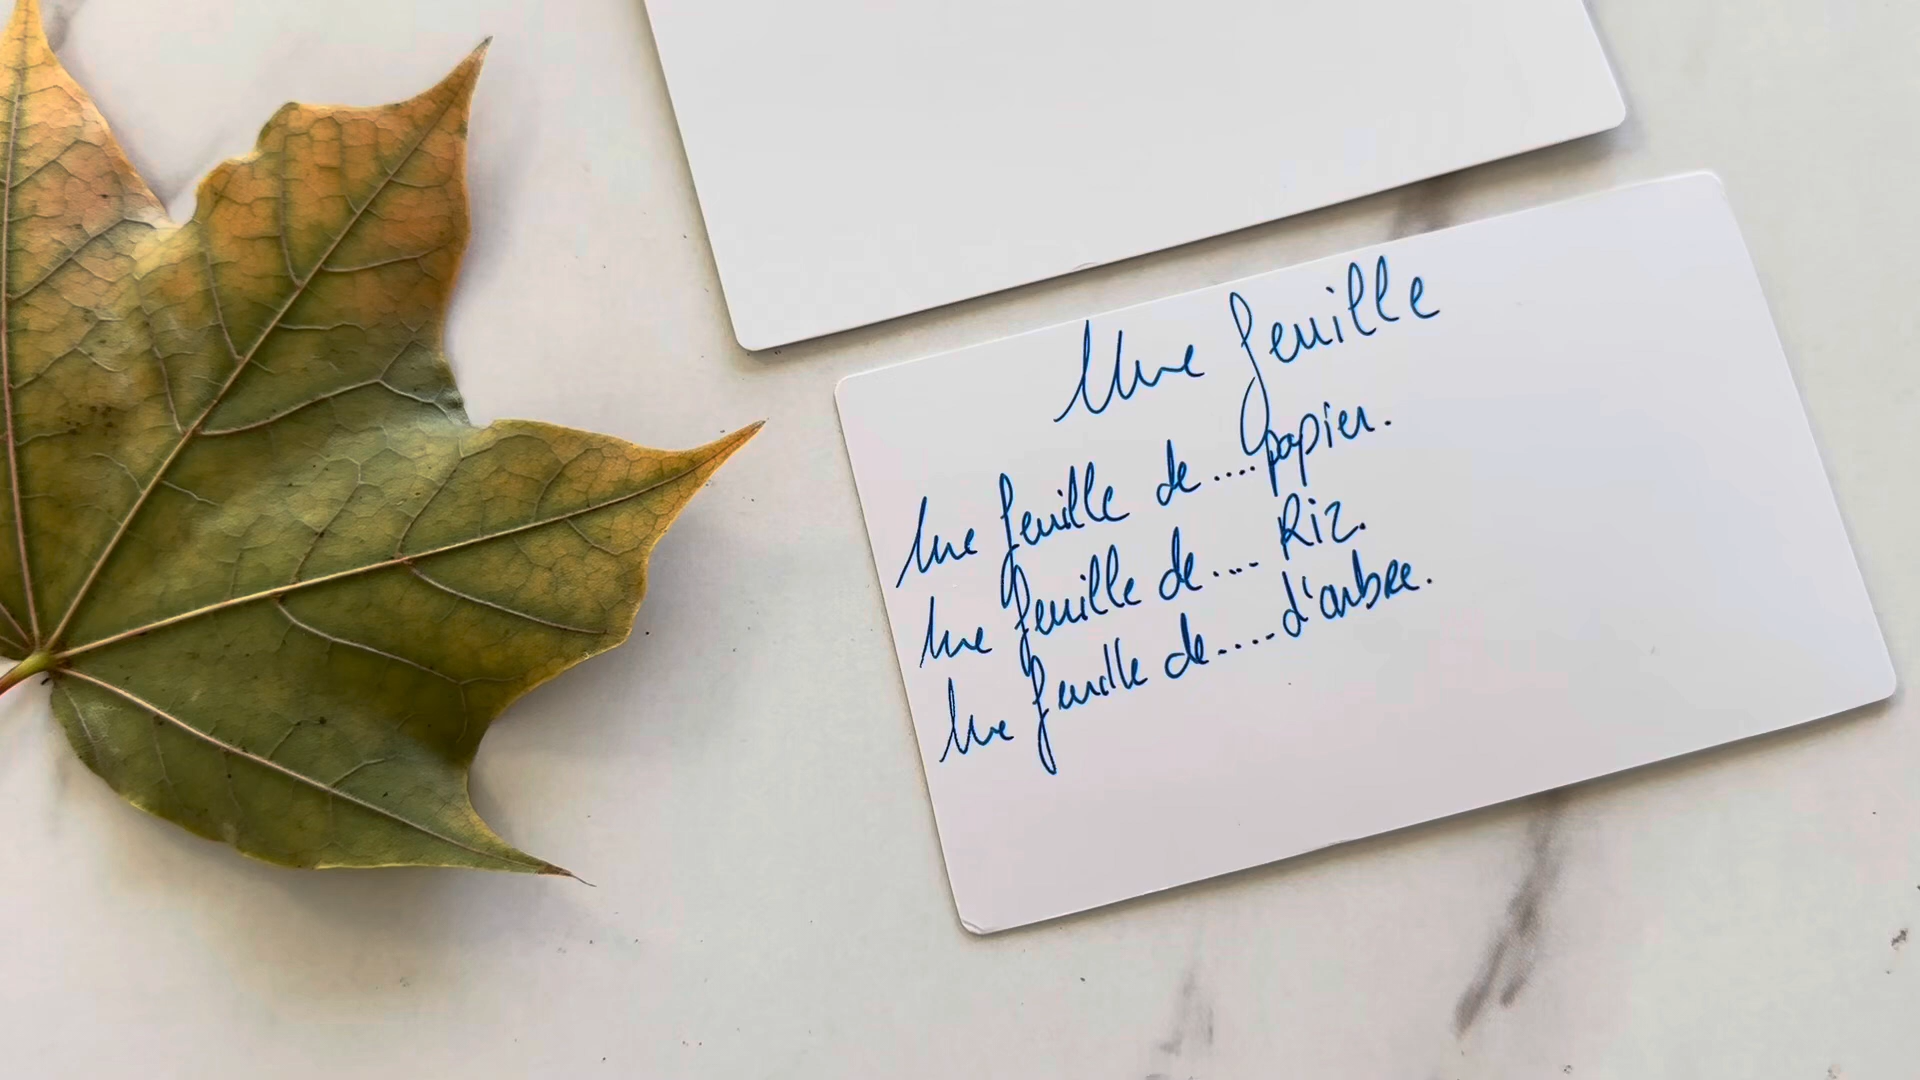 Une feuille
Une feuille de ....papier.
Une feuille de .... Riz.
Une feuille de ..... d'arbre.